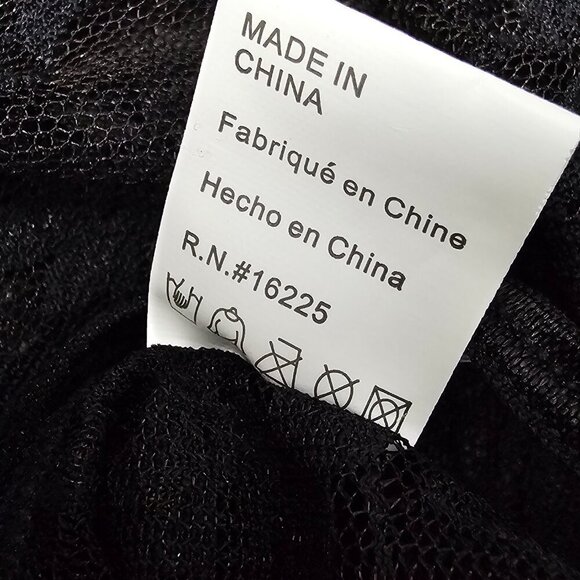 MADE IN
CHINA
Fabriqué en Chine
Hecho en China
R.N.#16225